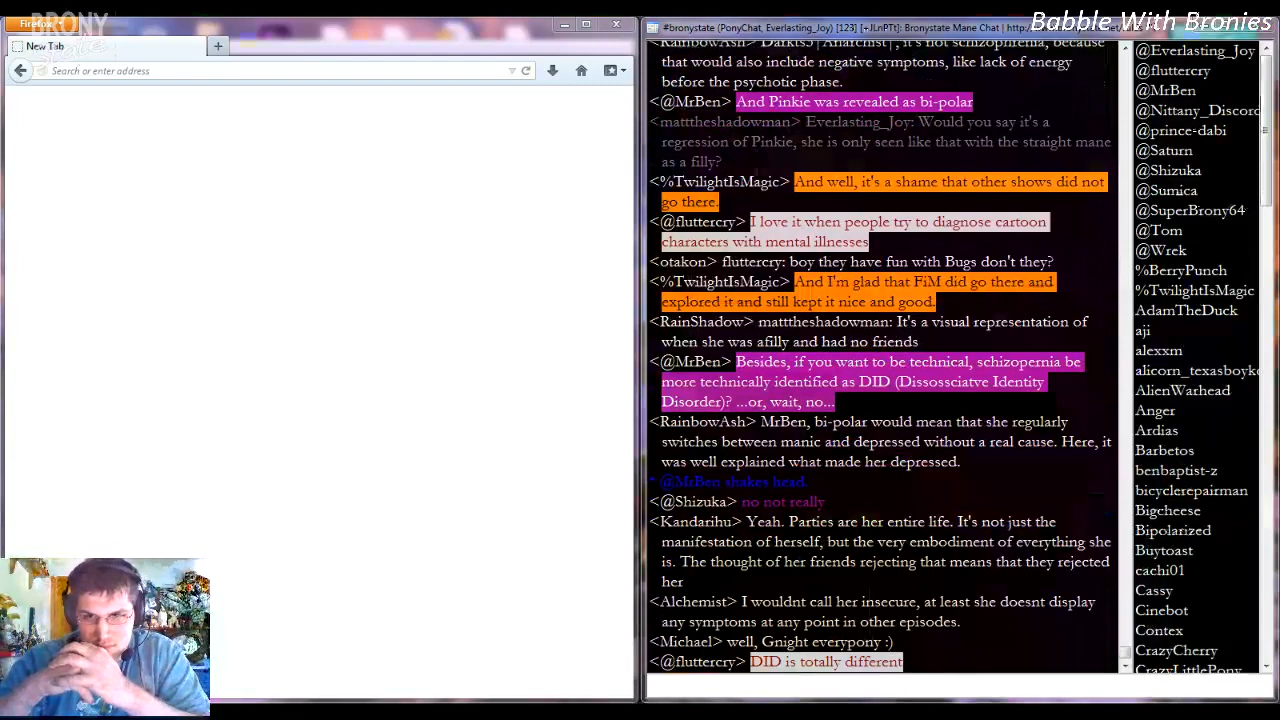 BRONY
state
Babble With Bronies
Firefox
#bronystate (PonyChat, Everlasting_Joy) [123] [+JLnPTt]: Bronystate Mane Chat |
New Tab
Search or enter address
that would also include negative symptoms, like lack of energy
before the psychotic phase.
<@MrBen> And Pinkie was revealed as bi-polar
<matttheshadowman> Everlasting_Joy: Would you say it's a
regression of Pinkie, she is only seen like that with the straight mane
as a filly?
<%TwilightIsMagic> And well, it's a shame that other shows did not
go there.
<@fluttercry> I love it when people try to diagnose cartoon
characters with mental illnesses
<otakon> fluttercry: boy they have fun with Bugs don't they?
<%TwilightIsMagic> And I'm glad that FiM did go there and
explored it and still kept it nice and good.
<RainShadow> matttheshadowman: It's a visual representation of
when she was afilly and had no friends
<@MrBen> Besides, if you want to be technical, schizopernia be
more technically identified as DID (Dissossciatve Identity
Disorder)? ...or, wait, no...
<RainbowAsh> MrBen, bi-polar would mean that she regularly
switches between manic and depressed without a real cause. Here, it
was well explained what made her depressed.
* @MrBen shakes head.
<@Shizuka> no not really
<Kandarihu> Yeah. Parties are her entire life. It's not just the
manifestation of herself, but the very embodiment of everything she
is. The thought of her friends rejecting that means that they rejected
her
<Alchemist> I wouldnt call her insecure, at least she doesnt display
any symptoms at any point in other episodes.
<Michael> well, Gnight everypony :)
<@fluttercry> DID is totally different
@Everlasting_Joy
@fluttercry
@MrBen
@Nittany_Discord
@prince-dabi
@Saturn
@Shizuka
@Sumica
@SuperBrony64
@Tom
@Wrek
%BerryPunch
%TwilightIsMagic
AdamTheDuck
aji
alexxm
alicorn_texasboyko
AlienWarhead
Anger
Ardias
Barbetos
benbaptist-z
bicyclerepairman
Bigcheese
Bipolarized
Buytoast
cachi01
Cassy
Cinebot
Contex
CrazyCherry
CrazyLittlePony